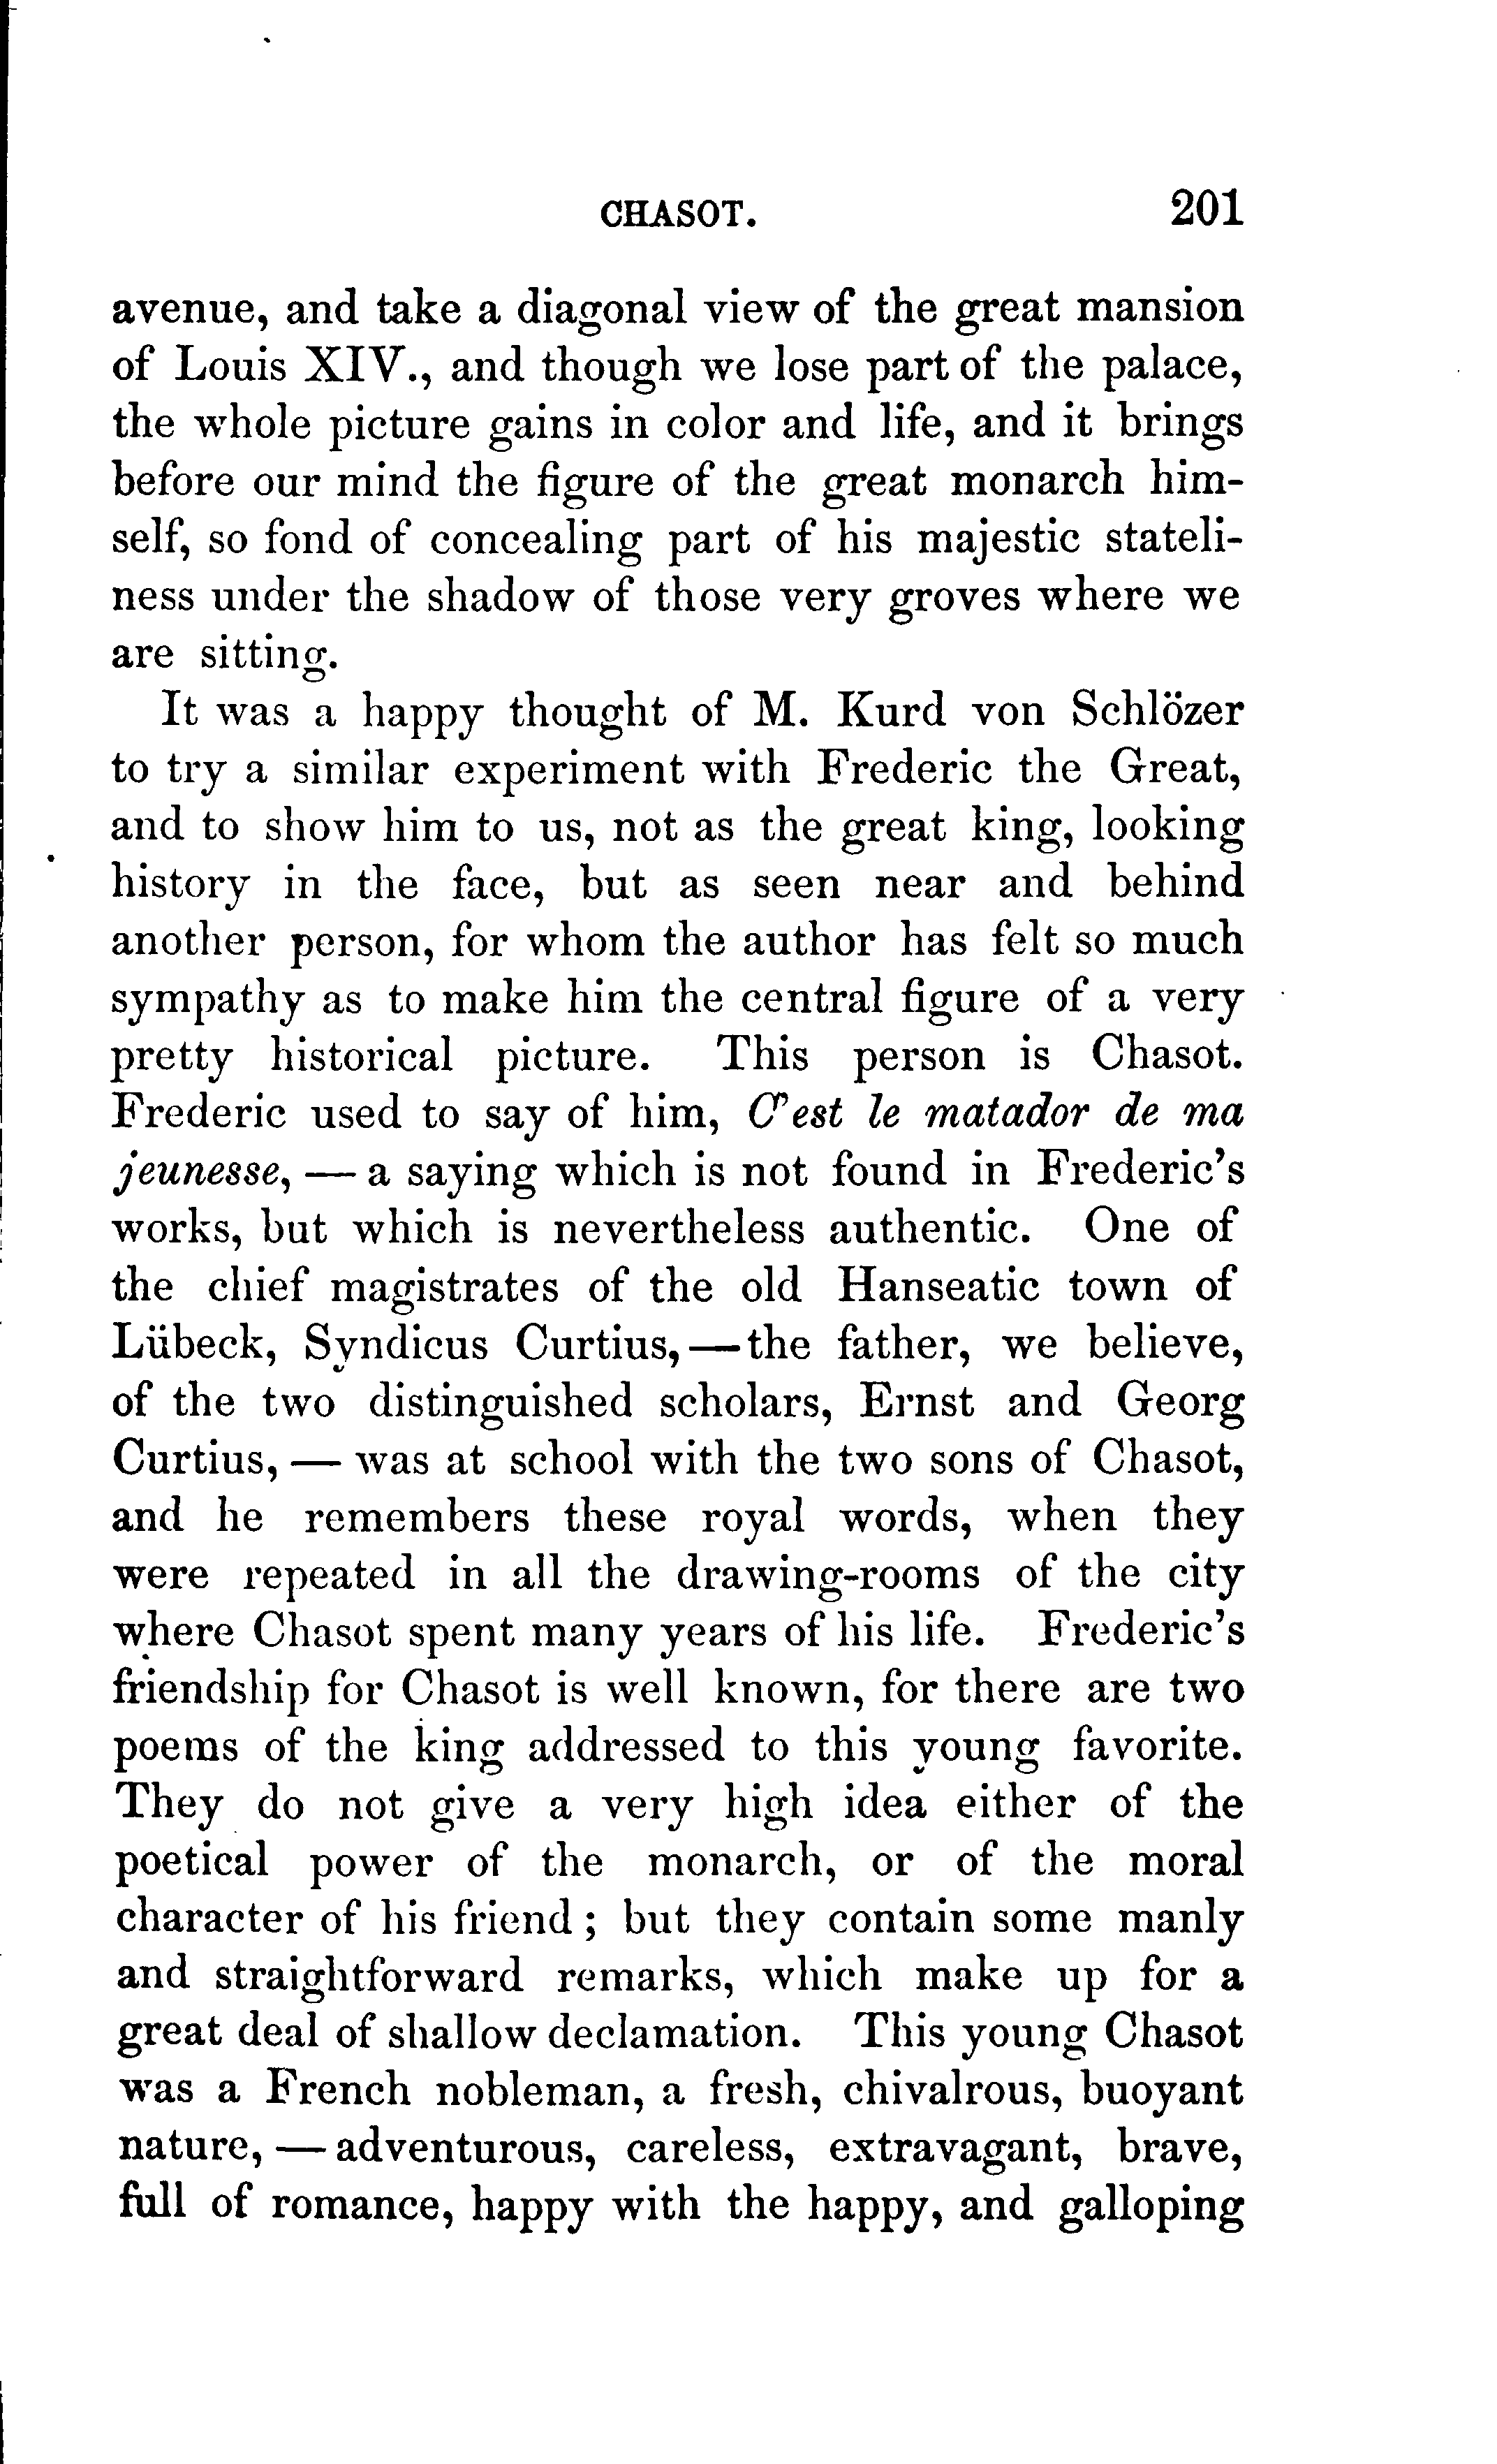 CHASOT. 201
avenue, and take a diagonal view of the great mansion
of Louis XIV., and though we lose part of the palace,
the whole picture gains in color and life, and it brings
before our mind the figure of the great monarch him-
self, so fond of concealing part of his majestic stateli-
ness under the shadow of those very groves where we
are sitting.
It was a happy thought of M. Kurd von Schlözer
to try a similar experiment with Frederic the Great,
and to show him to us, not as the great king, looking
history in the face, but as seen near and behind
another person, for whom the author has felt so much
sympathy as to make him the central figure of a very
pretty historical picture. This person is Chasot.
Frederic used to say of him, C'est le matador de ma
jeunesse, — a saying which is not found in Frederic's
works, but which is nevertheless authentic. One of
the chief magistrates of the old Hanseatic town of
Lübeck, Syndicus Curtius, — the father, we believe,
of the two distinguished scholars, Ernst and Georg
Curtius, — was at school with the two sons of Chasot,
and he remembers these royal words, when they
were repeated in all the drawing-rooms of the city
where Chasot spent many years of his life. Frederic's
friendship for Chasot is well known, for there are two
poems of the king addressed to this young favorite.
They do not give a very high idea either of the
poetical power of the monarch, or of the moral
character of his friend ; but they contain some manly
and straightforward remarks, which make up for a
great deal of shallow declamation. This young Chasot
was a French nobleman, a fresh, chivalrous, buoyant
nature, — adventurous, careless, extravagant, brave,
full of romance, happy with the happy, and galloping